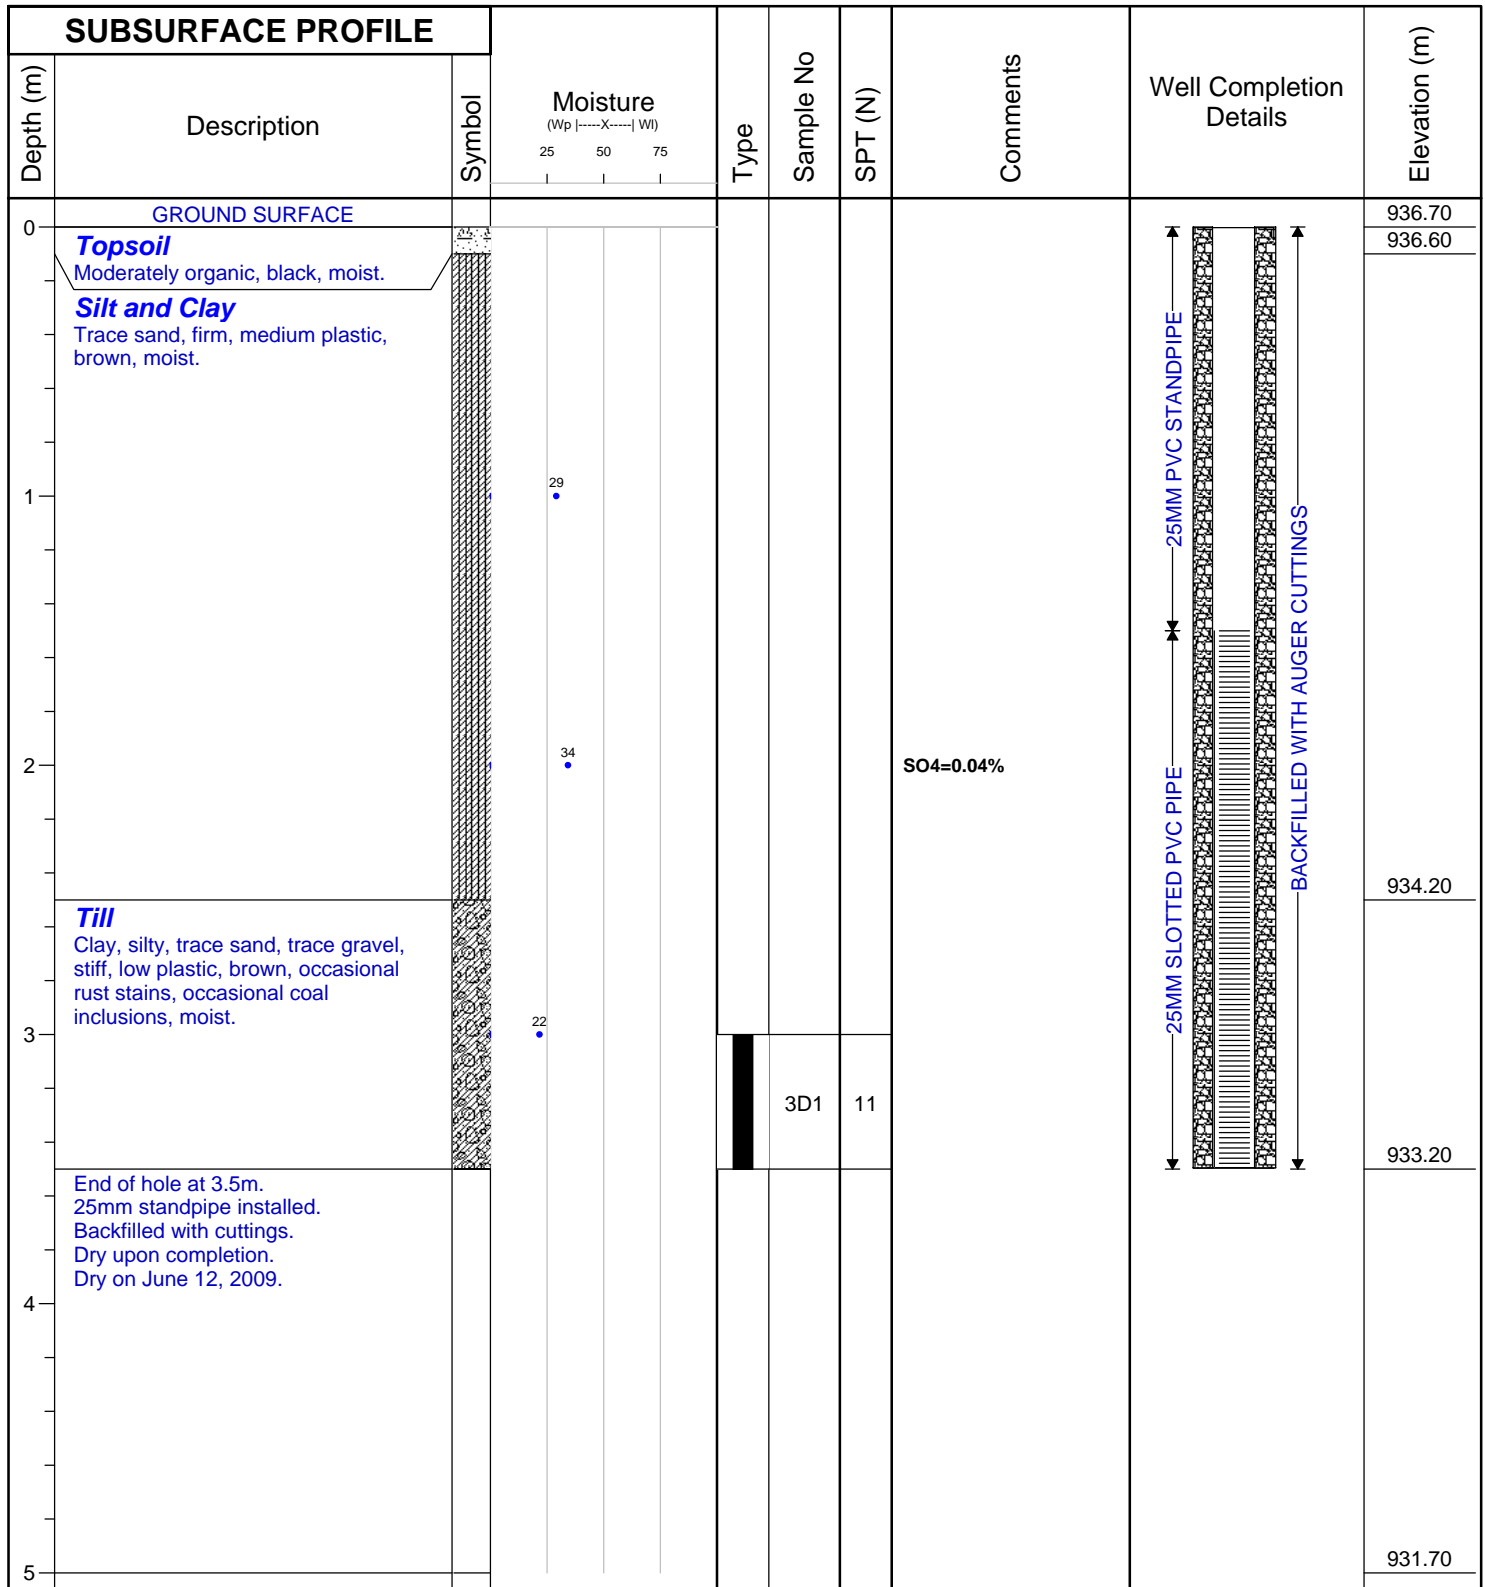 SUBSURFACE PROFILE
Depth (m)
Description
Symbol
Moisture
(Wp |-----X-----| Wl)
25 50 75
Type
Sample No
SPT (N)
Comments
Well Completion
Details
Elevation (m)
GROUND SURFACE
936.70
0
Topsoil
936.60
Moderately organic, black, moist.
Silt and Clay
Trace sand, firm, medium plastic,
brown, moist.
25MM PVC STANDPIPE
29
1
BACKFILLED WITH AUGER CUTTINGS
34
2
SO4=0.04%
25MM SLOTTED PVC PIPE
934.20
Till
Clay, silty, trace sand, trace gravel,
stiff, low plastic, brown, occasional
rust stains, occasional coal
inclusions, moist.
22
3
3D1 11
933.20
End of hole at 3.5m.
25mm standpipe installed.
Backfilled with cuttings.
Dry upon completion.
Dry on June 12, 2009.
4
931.70
5